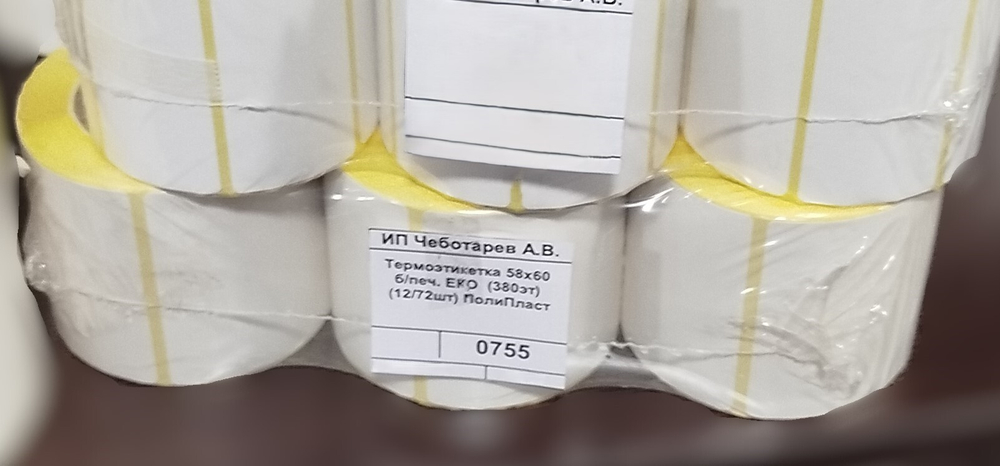 А.В.
ИП Чеботарев А.В.
Термоэтикетка 58х60
б/печ. ЕКО (380эт)
(12/72шт) ПолиПласт
0755